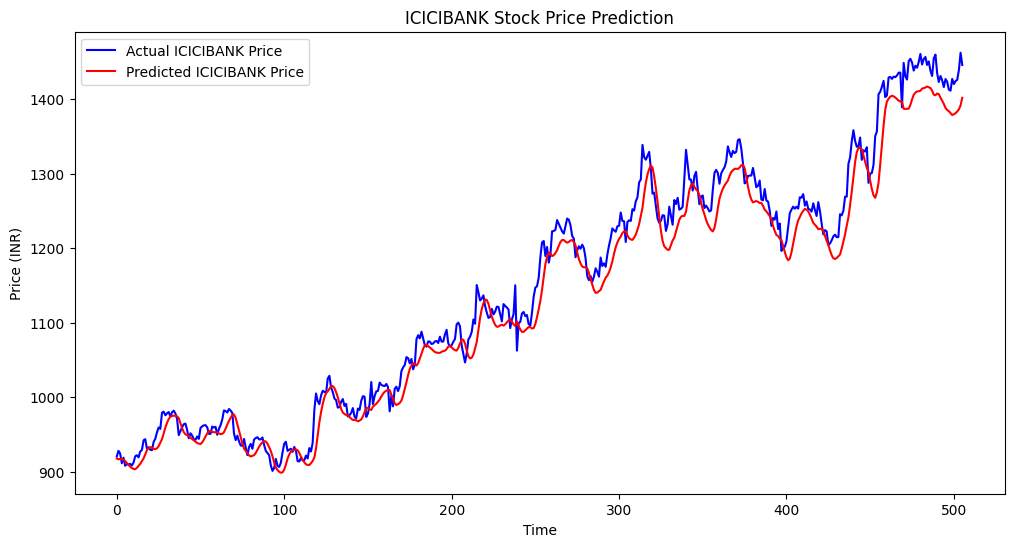 ICICIBANK Stock Price Prediction
Actual ICICIBANK Price
Predicted ICICIBANK Price
Price (INR)
1400
1300
1200
1100
1000
900
0 100 200 300 400 500
Time